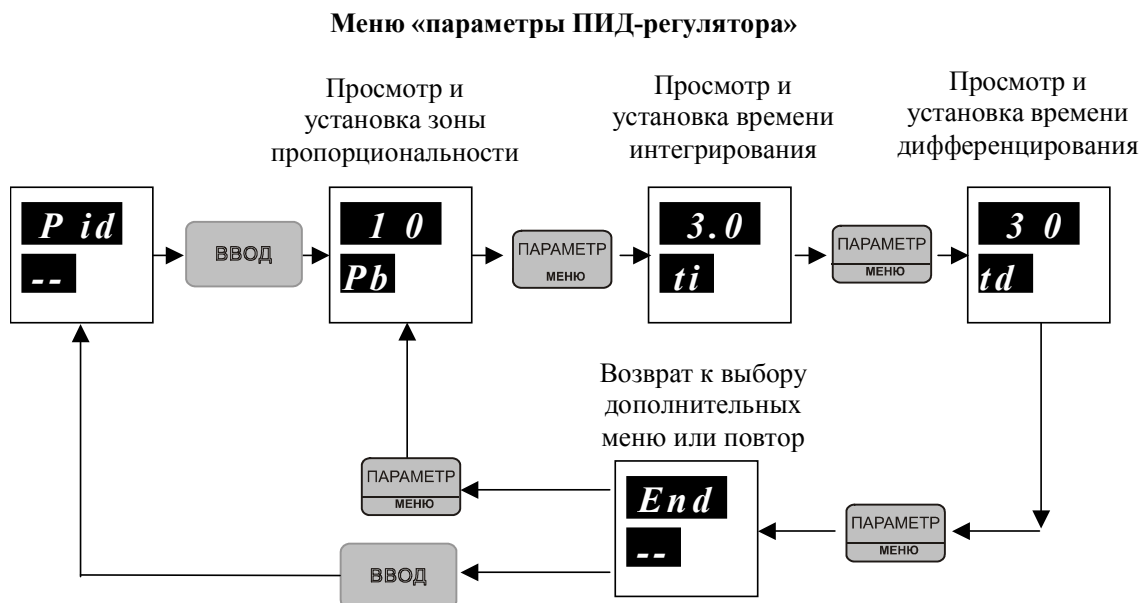 Меню «параметры ПИД-регулятора»
Просмотр и
установка зоны
пропорциональности
Просмотр и
установка времени
интегрирования
Просмотр и
установка времени
дифференцирования
P id
--
ВВОД
1 0
Pb
ПАРАМЕТР
МЕНЮ
3.0
ti
ПАРАМЕТР
МЕНЮ
3 0
td
Возврат к выбору
дополнительных
меню или повтор
ПАРАМЕТР
МЕНЮ
End
--
ПАРАМЕТР
МЕНЮ
ВВОД